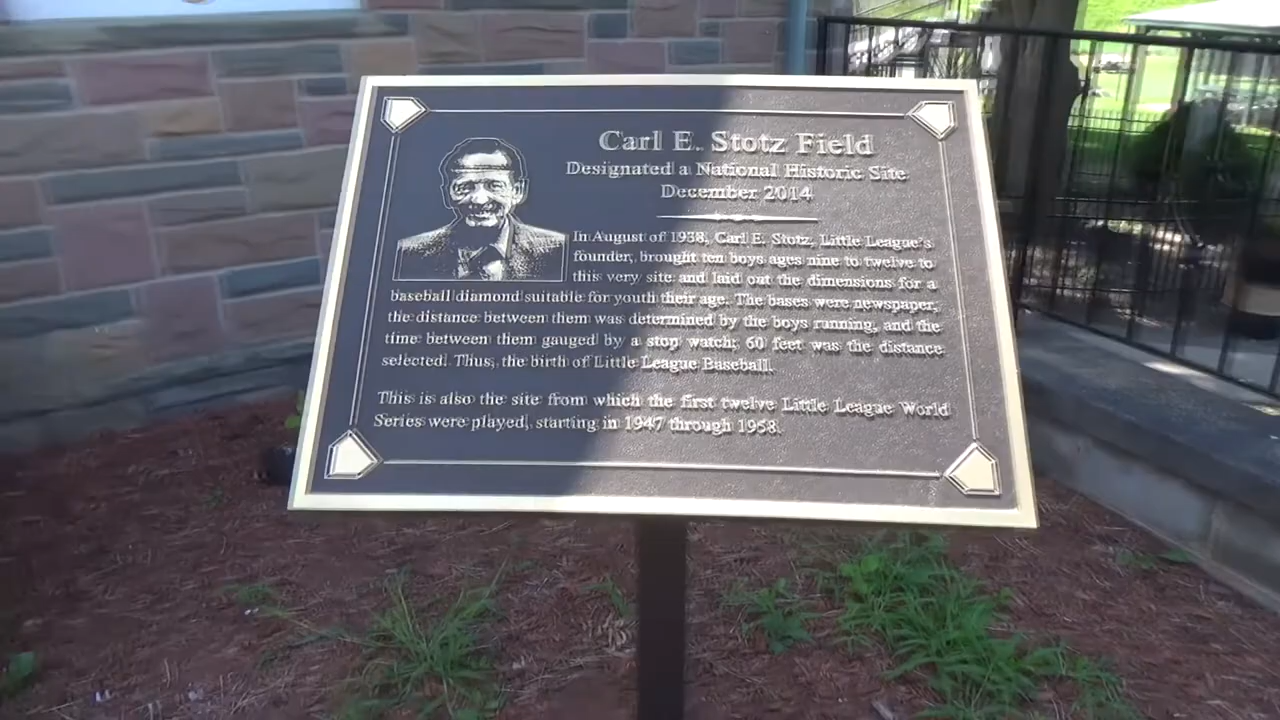 Carl E. Stotz Field
Designated a National Historic Site
December 2014
In August of 1938, Carl E. Stotz, Little League's
founder, brought ten boys ages nine to twelve to
this very site and laid out the dimensions for a
baseball diamond suitable for youth their age. The bases were newspaper,
the distance between them was determined by the boys running, and the
time between them gauged by a stop watch; 60 feet was the distance
selected. Thus, the birth of Little League Baseball.
This is also the site from which the first twelve Little League World
Series were played, starting in 1947 through 1958.